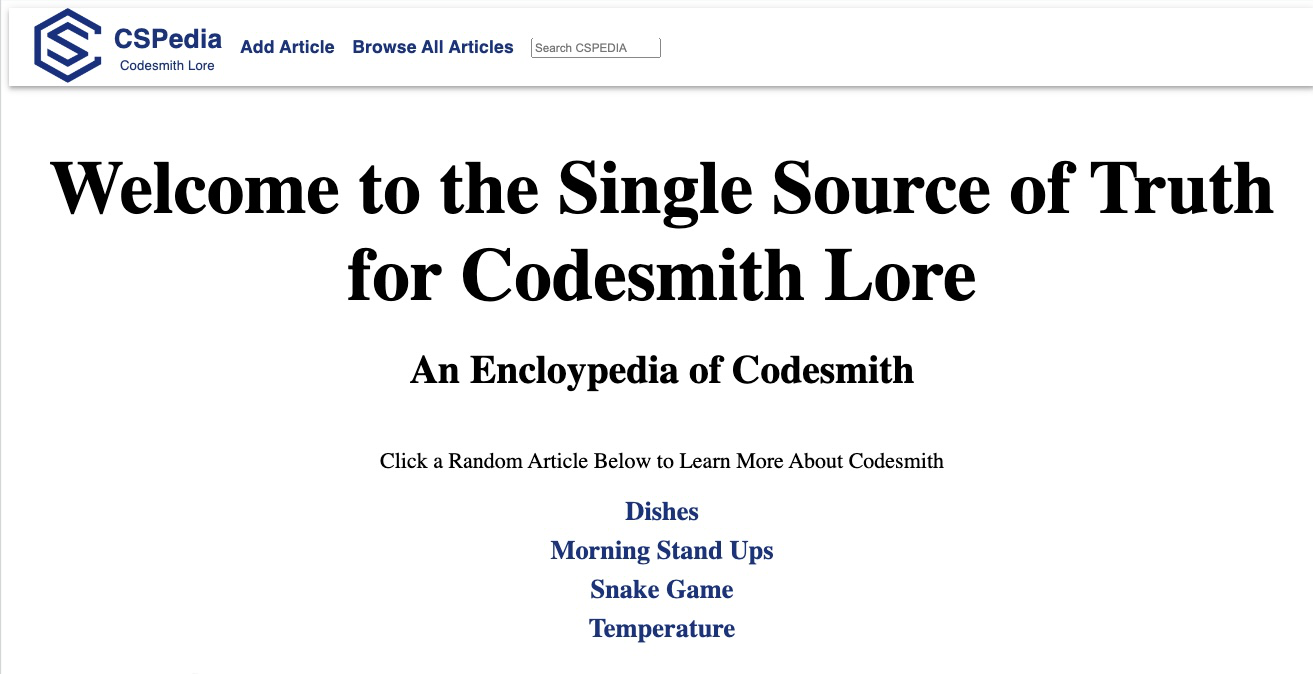 CSPedia
Codesmith Lore
Add Article
Browse All Articles
Search CSPEDIA
Welcome to the Single Source of Truth
for Codesmith Lore
An Encloypedia of Codesmith
Click a Random Article Below to Learn More About Codesmith
Dishes
Morning Stand Ups
Snake Game
Temperature